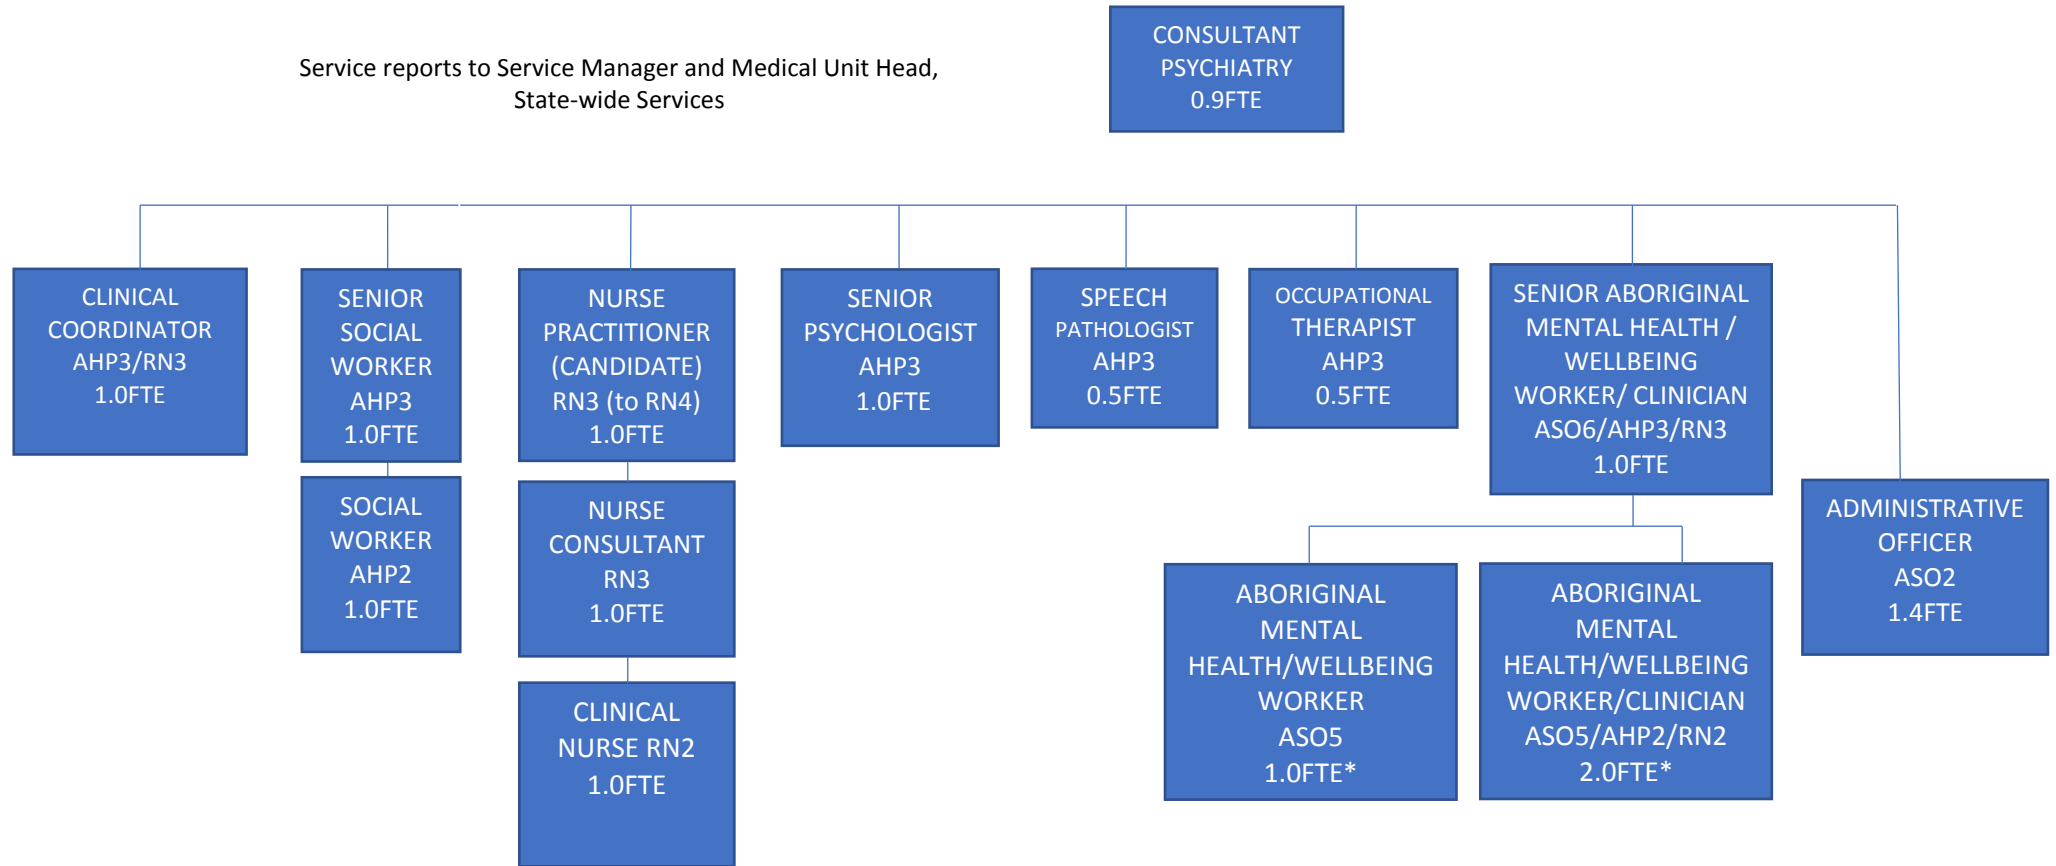 Service reports to Service Manager and Medical Unit Head,
State-wide Services
CONSULTANT
PSYCHIATRY
0.9FTE
CLINICAL
COORDINATOR
AHP3/RN3
1.0FTE
SENIOR
SOCIAL
WORKER
AHP3
1.0FTE
SOCIAL
WORKER
AHP2
1.0FTE
NURSE
PRACTITIONER
(CANDIDATE)
RN3 (to RN4)
1.0FTE
NURSE
CONSULTANT
RN3
1.0FTE
CLINICAL
NURSE RN2
1.0FTE
SENIOR
PSYCHOLOGIST
AHP3
1.0FTE
SPEECH
PATHOLOGIST
AHP3
0.5FTE
OCCUPATIONAL
THERAPIST
AHP3
0.5FTE
SENIOR ABORIGINAL
MENTAL HEALTH /
WELLBEING
WORKER/ CLINICIAN
ASO6/AHP3/RN3
1.0FTE
ABORIGINAL
MENTAL
HEALTH/WELLBEING
WORKER
ASO5
1.0FTE*
ABORIGINAL
MENTAL
HEALTH/WELLBEING
WORKER/CLINICIAN
ASO5/AHP2/RN2
2.0FTE*
ADMINISTRATIVE
OFFICER
ASO2
1.4FTE